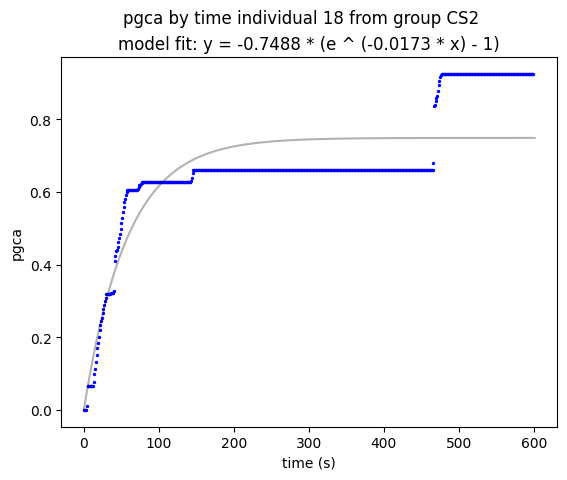 pgca by time individual 18 from group CS2
model fit: y = -0.7488 * (e ^ (-0.0173 * x) - 1)
pgca
0.8
0.6
0.4
0.2
0.0
0 100 200 300 400 500 600
time (s)